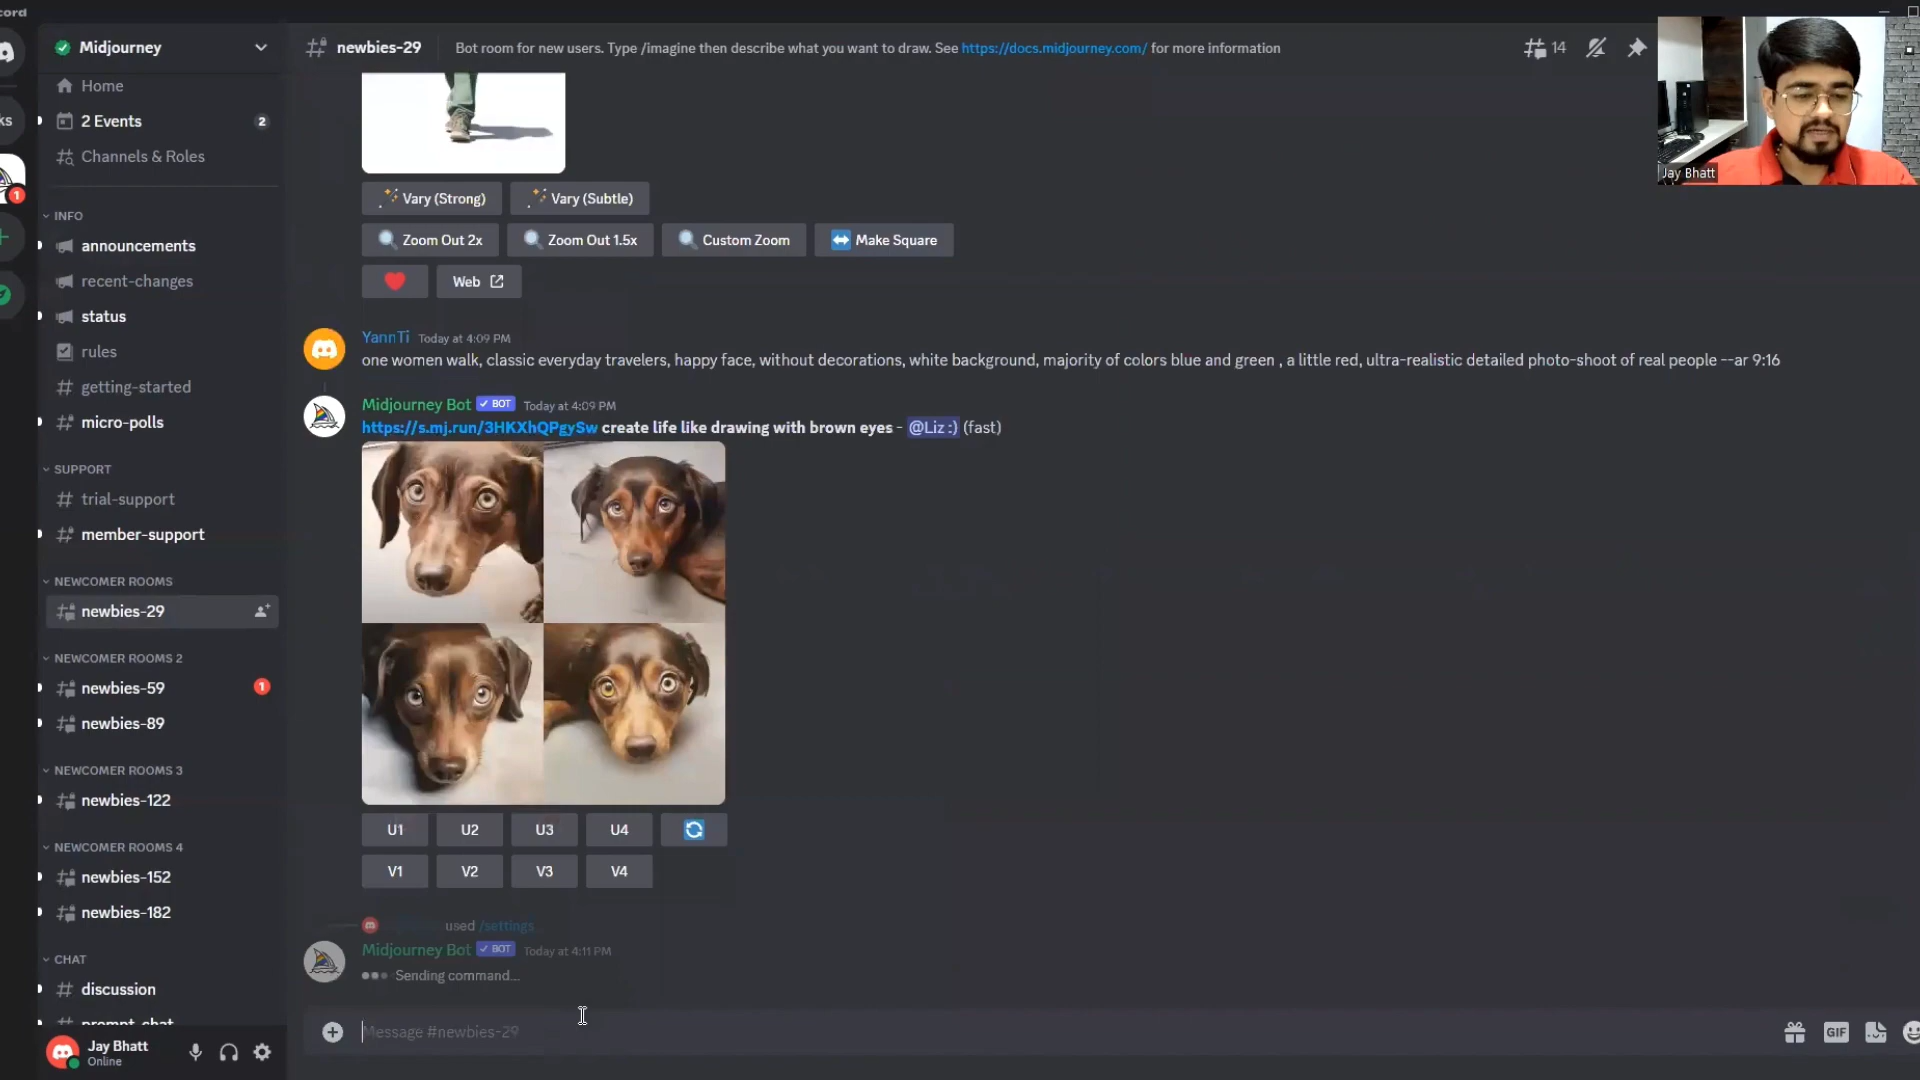 cord
Midjourney
Home
2 Events
2
Channels & Roles
ks
1
INFO
announcements
recent-changes
status
rules
getting-started
micro-polls
SUPPORT
trial-support
member-support
NEWCOMER ROOMS
newbies-29
NEWCOMER ROOMS 2
newbies-59
1
newbies-89
NEWCOMER ROOMS 3
newbies-122
NEWCOMER ROOMS 4
newbies-152
newbies-182
CHAT
discussion
prompt-chat
Jay Bhatt
Online
newbies-29
Bot room for new users. Type /imagine then describe what you want to draw. See https://docs.midjourney.com/ for more information
14
Jay Bhatt
Vary (Strong) Vary (Subtle)
Zoom Out 2x Zoom Out 1.5x Custom Zoom Make Square
Web
YannTi Today at 4:09 PM
one women walk, classic everyday travelers, happy face, without decorations, white background, majority of colors blue and green , a little red, ultra-realistic detailed photo-shoot of real people --ar 9:16
Midjourney Bot ✓ BOT Today at 4:09 PM
https://s.mj.run/3HKXhQPgySw create life like drawing with brown eyes - @Liz :) (fast)
U1 U2 U3 U4
V1 V2 V3 V4
used /settings
Midjourney Bot ✓ BOT Today at 4:11 PM
Sending command...
Message #newbies-29
GIF